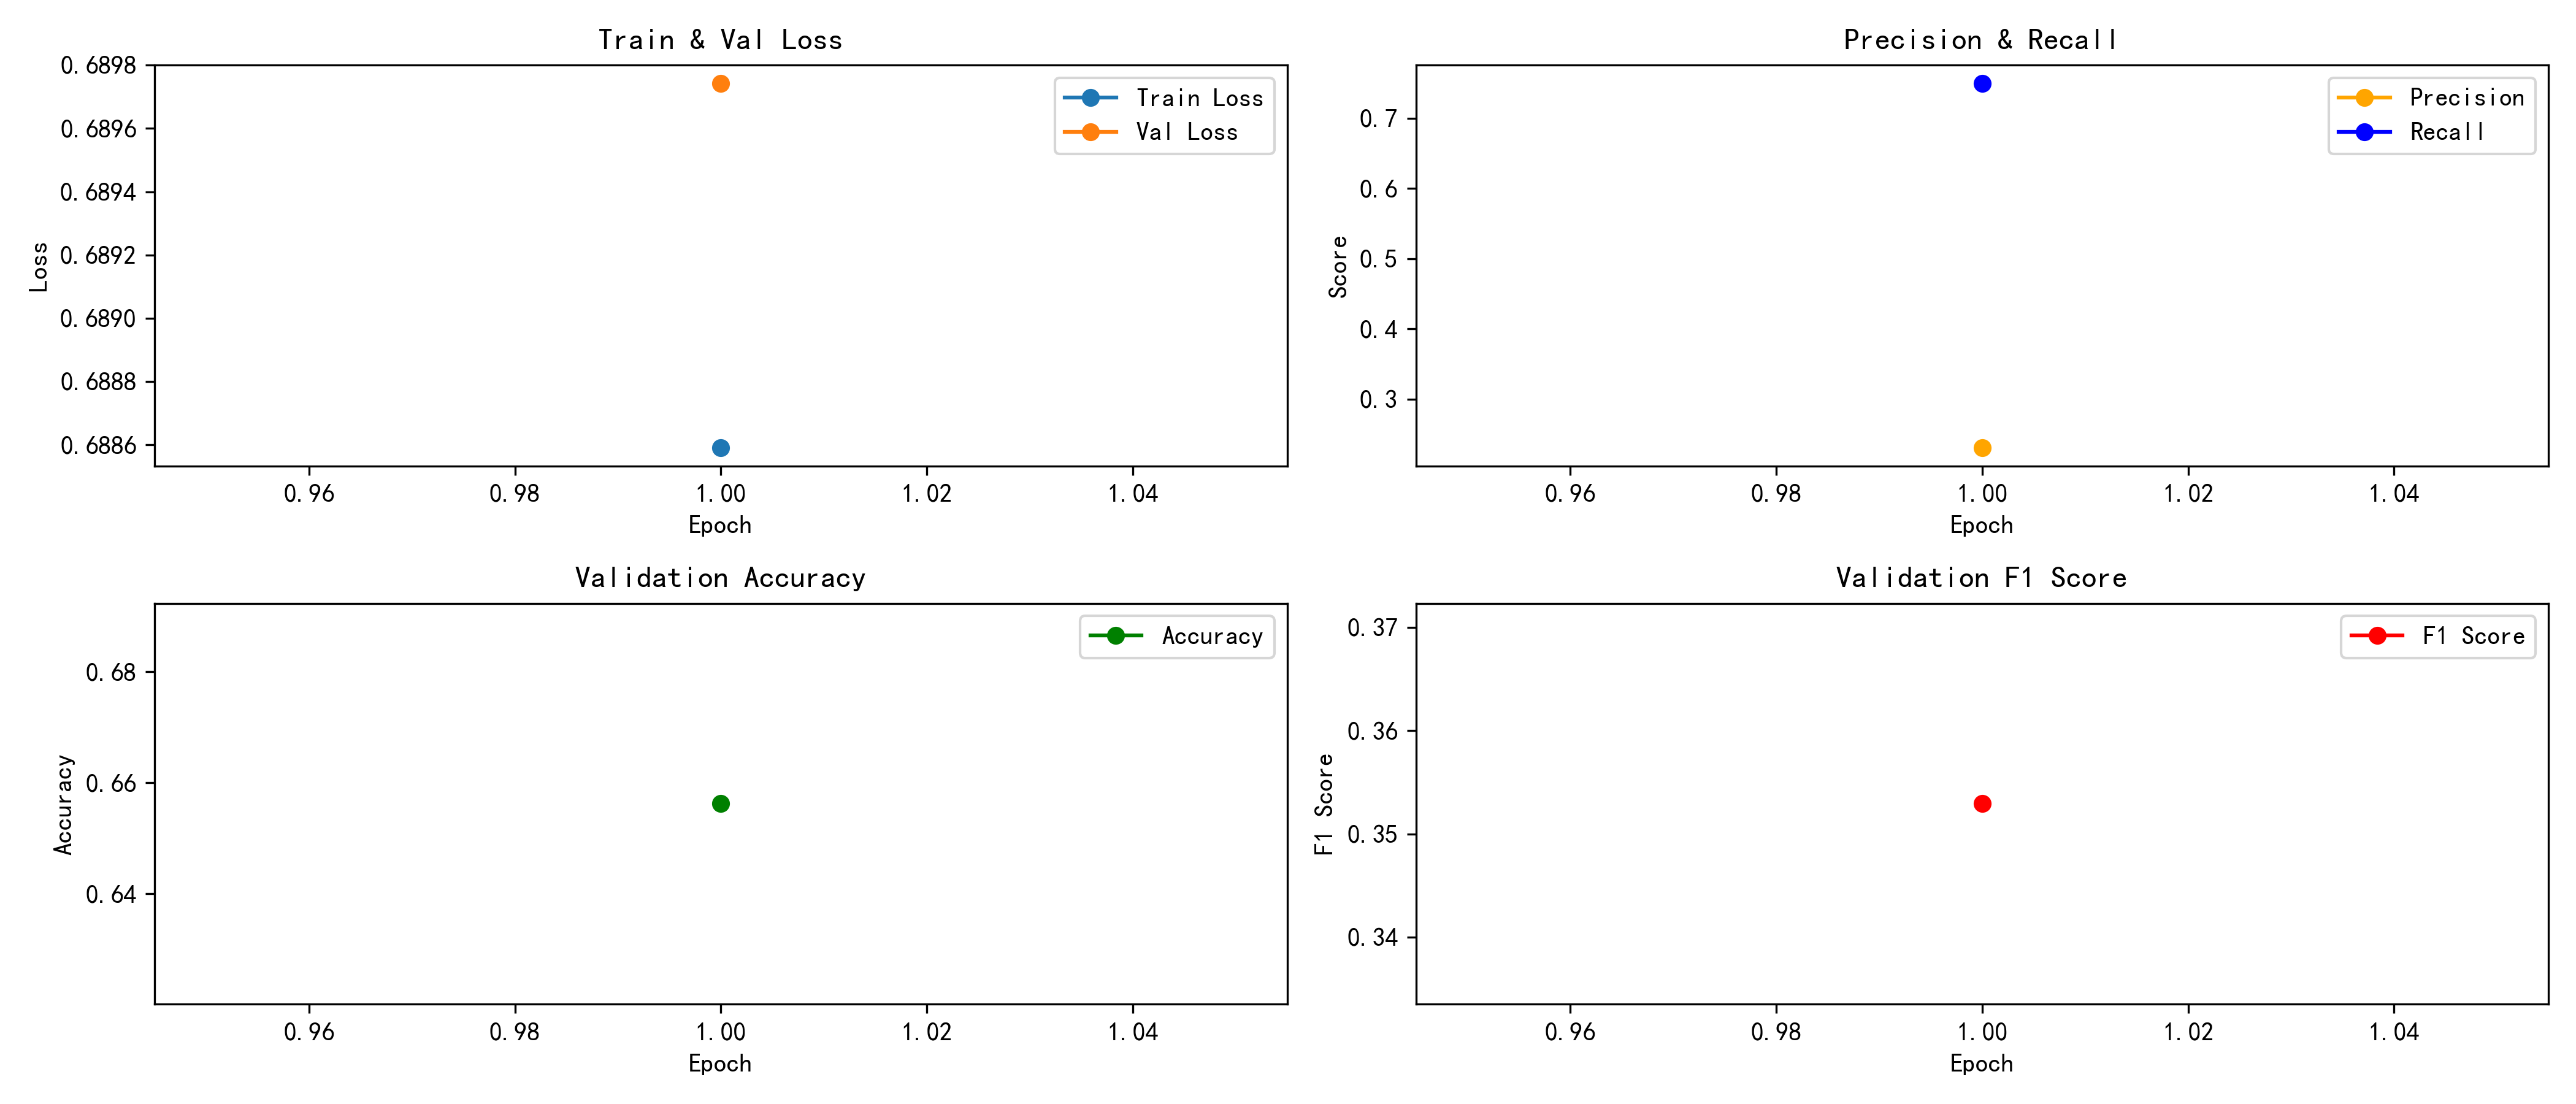 Train & Val Loss
0.6898
0.6896
0.6894
0.6892
0.6890
0.6888
0.6886
Loss
Train Loss
Val Loss
0.96 0.98 1.00 1.02 1.04
Epoch
Precision & Recall
0.7
0.6
0.5
0.4
0.3
Score
Precision
Recall
0.96 0.98 1.00 1.02 1.04
Epoch
Validation Accuracy
0.68
0.66
0.64
Accuracy
Accuracy
0.96 0.98 1.00 1.02 1.04
Epoch
Validation F1 Score
0.37
0.36
0.35
0.34
F1 Score
F1 Score
0.96 0.98 1.00 1.02 1.04
Epoch